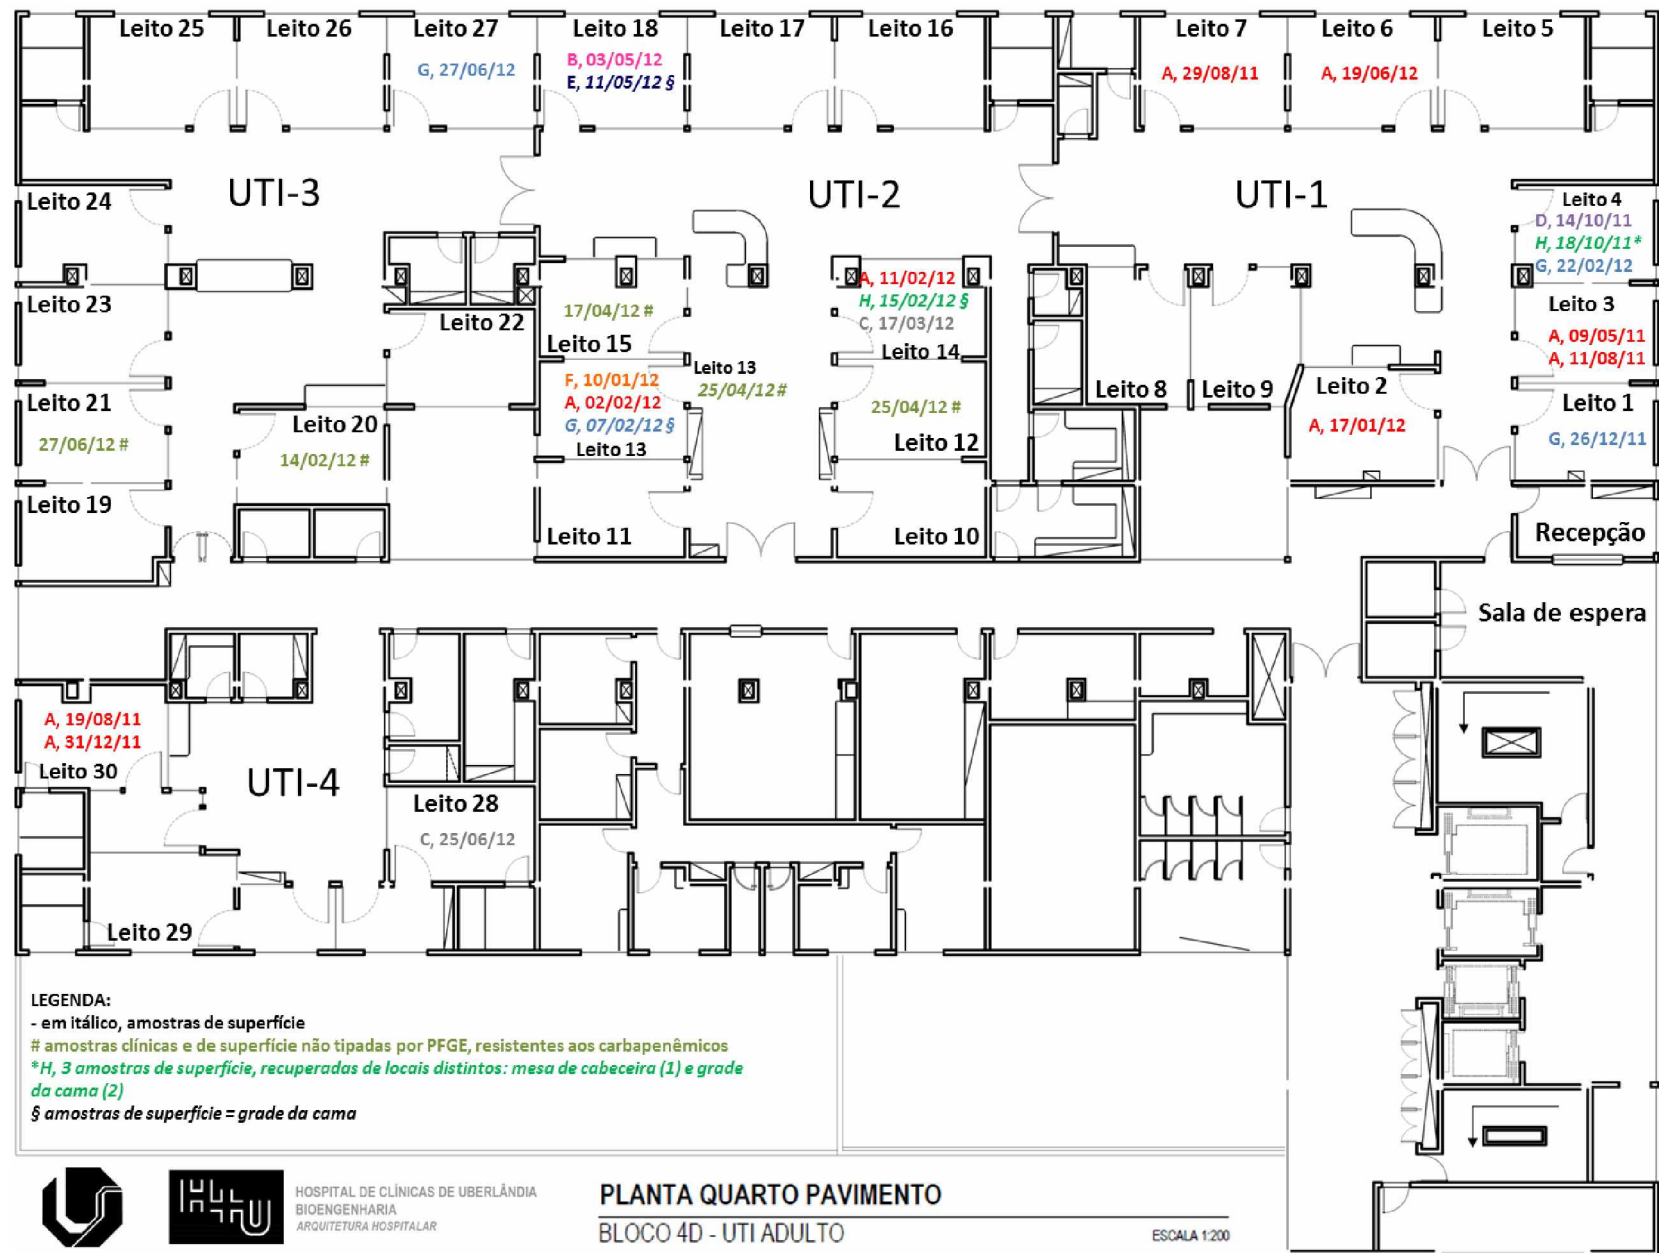 Leito 25
Leito 26
Leito 27
G, 27/06/12
Leito 18
B, 03/05/12
E, 11/05/12 §
Leito 17
Leito 16
Leito 7
A, 29/08/11
Leito 6
A, 19/06/12
Leito 5
UTI-3
UTI-2
UTI-1
Leito 24
Leito 4
D, 14/10/11
H, 18/10/11*
G, 22/02/12
Leito 23
Leito 22
17/04/12 #
Leito 15
A, 11/02/12
H, 15/02/12 §
C, 17/03/12
Leito 14
Leito 3
A, 09/05/11
A, 11/08/11
Leito 21
27/06/12 #
Leito 20
14/02/12 #
F, 10/01/12
A, 02/02/12
G, 07/02/12 §
Leito 13
Leito 13
25/04/12 #
25/04/12 #
Leito 12
Leito 8
Leito 9
Leito 2
A, 17/01/12
Leito 1
G, 26/12/11
Leito 19
Leito 11
Leito 10
Recepção
Sala de espera
A, 19/08/11
A, 31/12/11
Leito 30
UTI-4
Leito 28
C, 25/06/12
Leito 29
LEGENDA:
- em itálico, amostras de superfície
# amostras clínicas e de superfície não tipadas por PFGE, resistentes aos carbapenêmicos
*H, 3 amostras de superfície, recuperadas de locais distintos: mesa de cabeceira (1) e grade
da cama (2)
§ amostras de superfície = grade da cama
HOSPITAL DE CLÍNICAS DE UBERLÂNDIA
BIOENGENHARIA
ARQUITETURA HOSPITALAR
PLANTA QUARTO PAVIMENTO
BLOCO 4D - UTI ADULTO
ESCALA 1:200